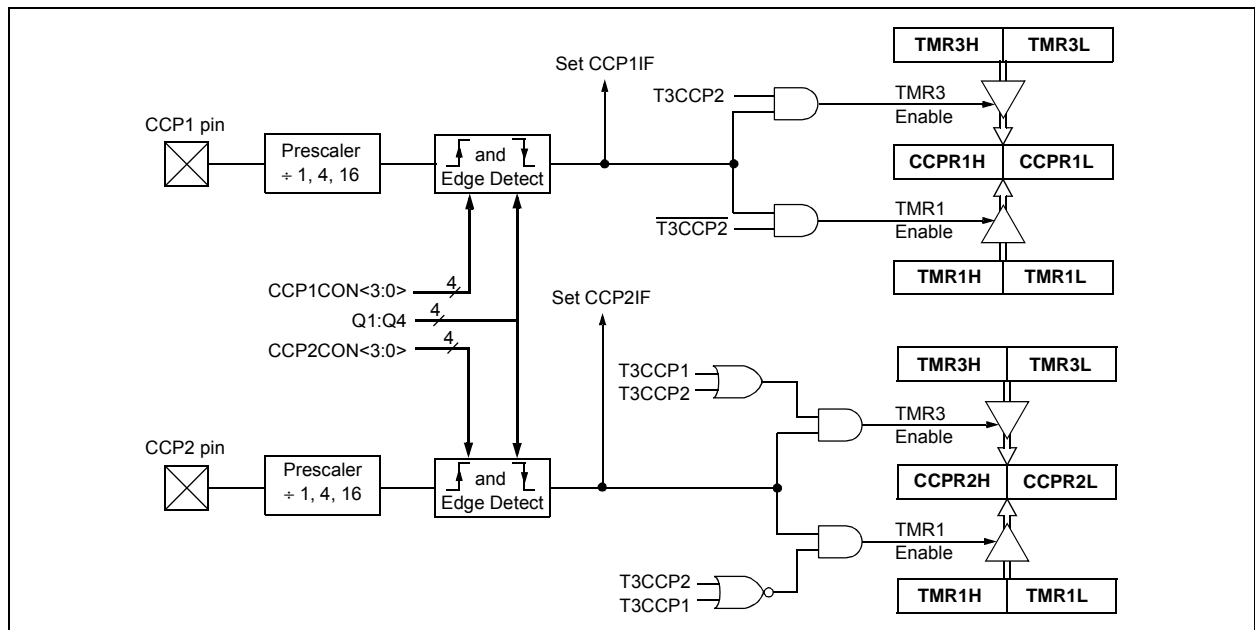 TMR3H TMR3L
Set CCP1IF
T3CCP2
TMR3
Enable
CCP1 pin
Prescaler
÷ 1, 4, 16
and
Edge Detect
CCPR1H CCPR1L
T3CCP2
TMR1
Enable
TMR1H TMR1L
CCP1CON<3:0> 4
Q1:Q4 4
CCP2CON<3:0> 4
Set CCP2IF
TMR3H TMR3L
T3CCP1
T3CCP2
TMR3
Enable
CCP2 pin
Prescaler
÷ 1, 4, 16
and
Edge Detect
CCPR2H CCPR2L
TMR1
Enable
T3CCP2
T3CCP1
TMR1H TMR1L